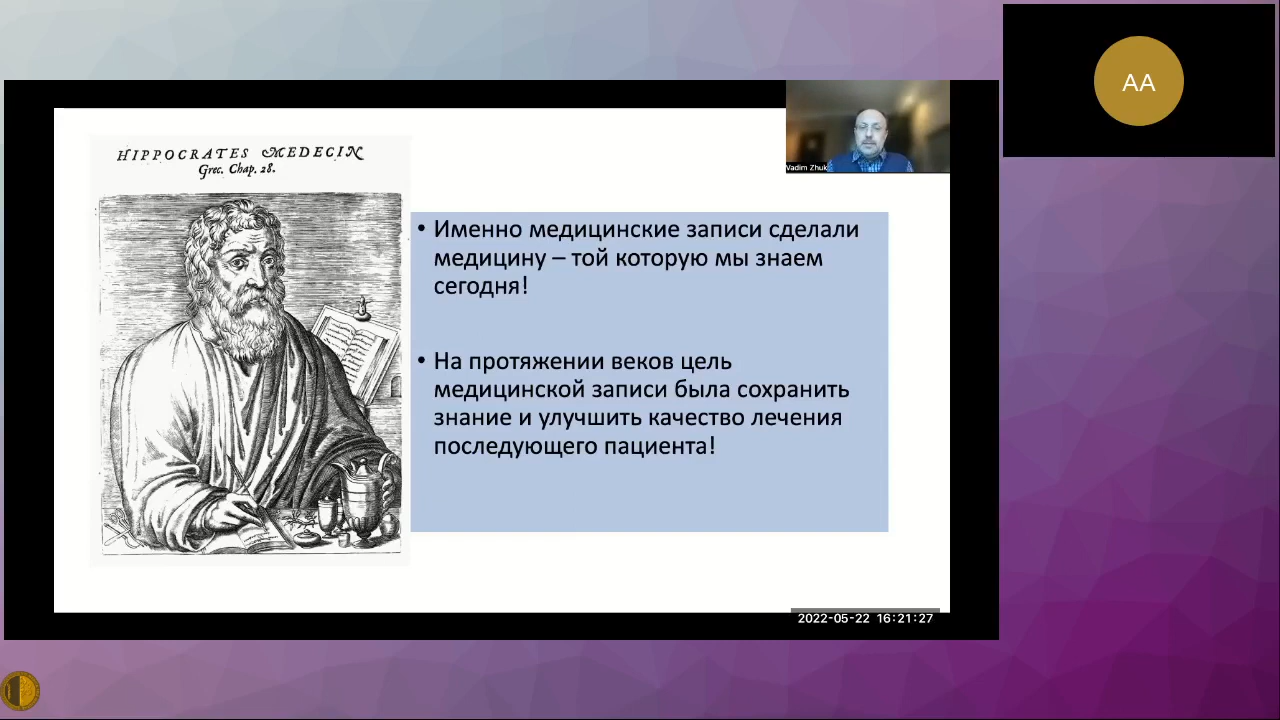 AA
Vadim Zhuk
HIPPOCRATES MEDECIN
Grec. Chap. 28.
• Именно медицинские записи сделали
медицину – той которую мы знаем
сегодня!
• На протяжении веков цель
медицинской записи была сохранить
знание и улучшить качество лечения
последующего пациента!
2022-05-22 16:21:27